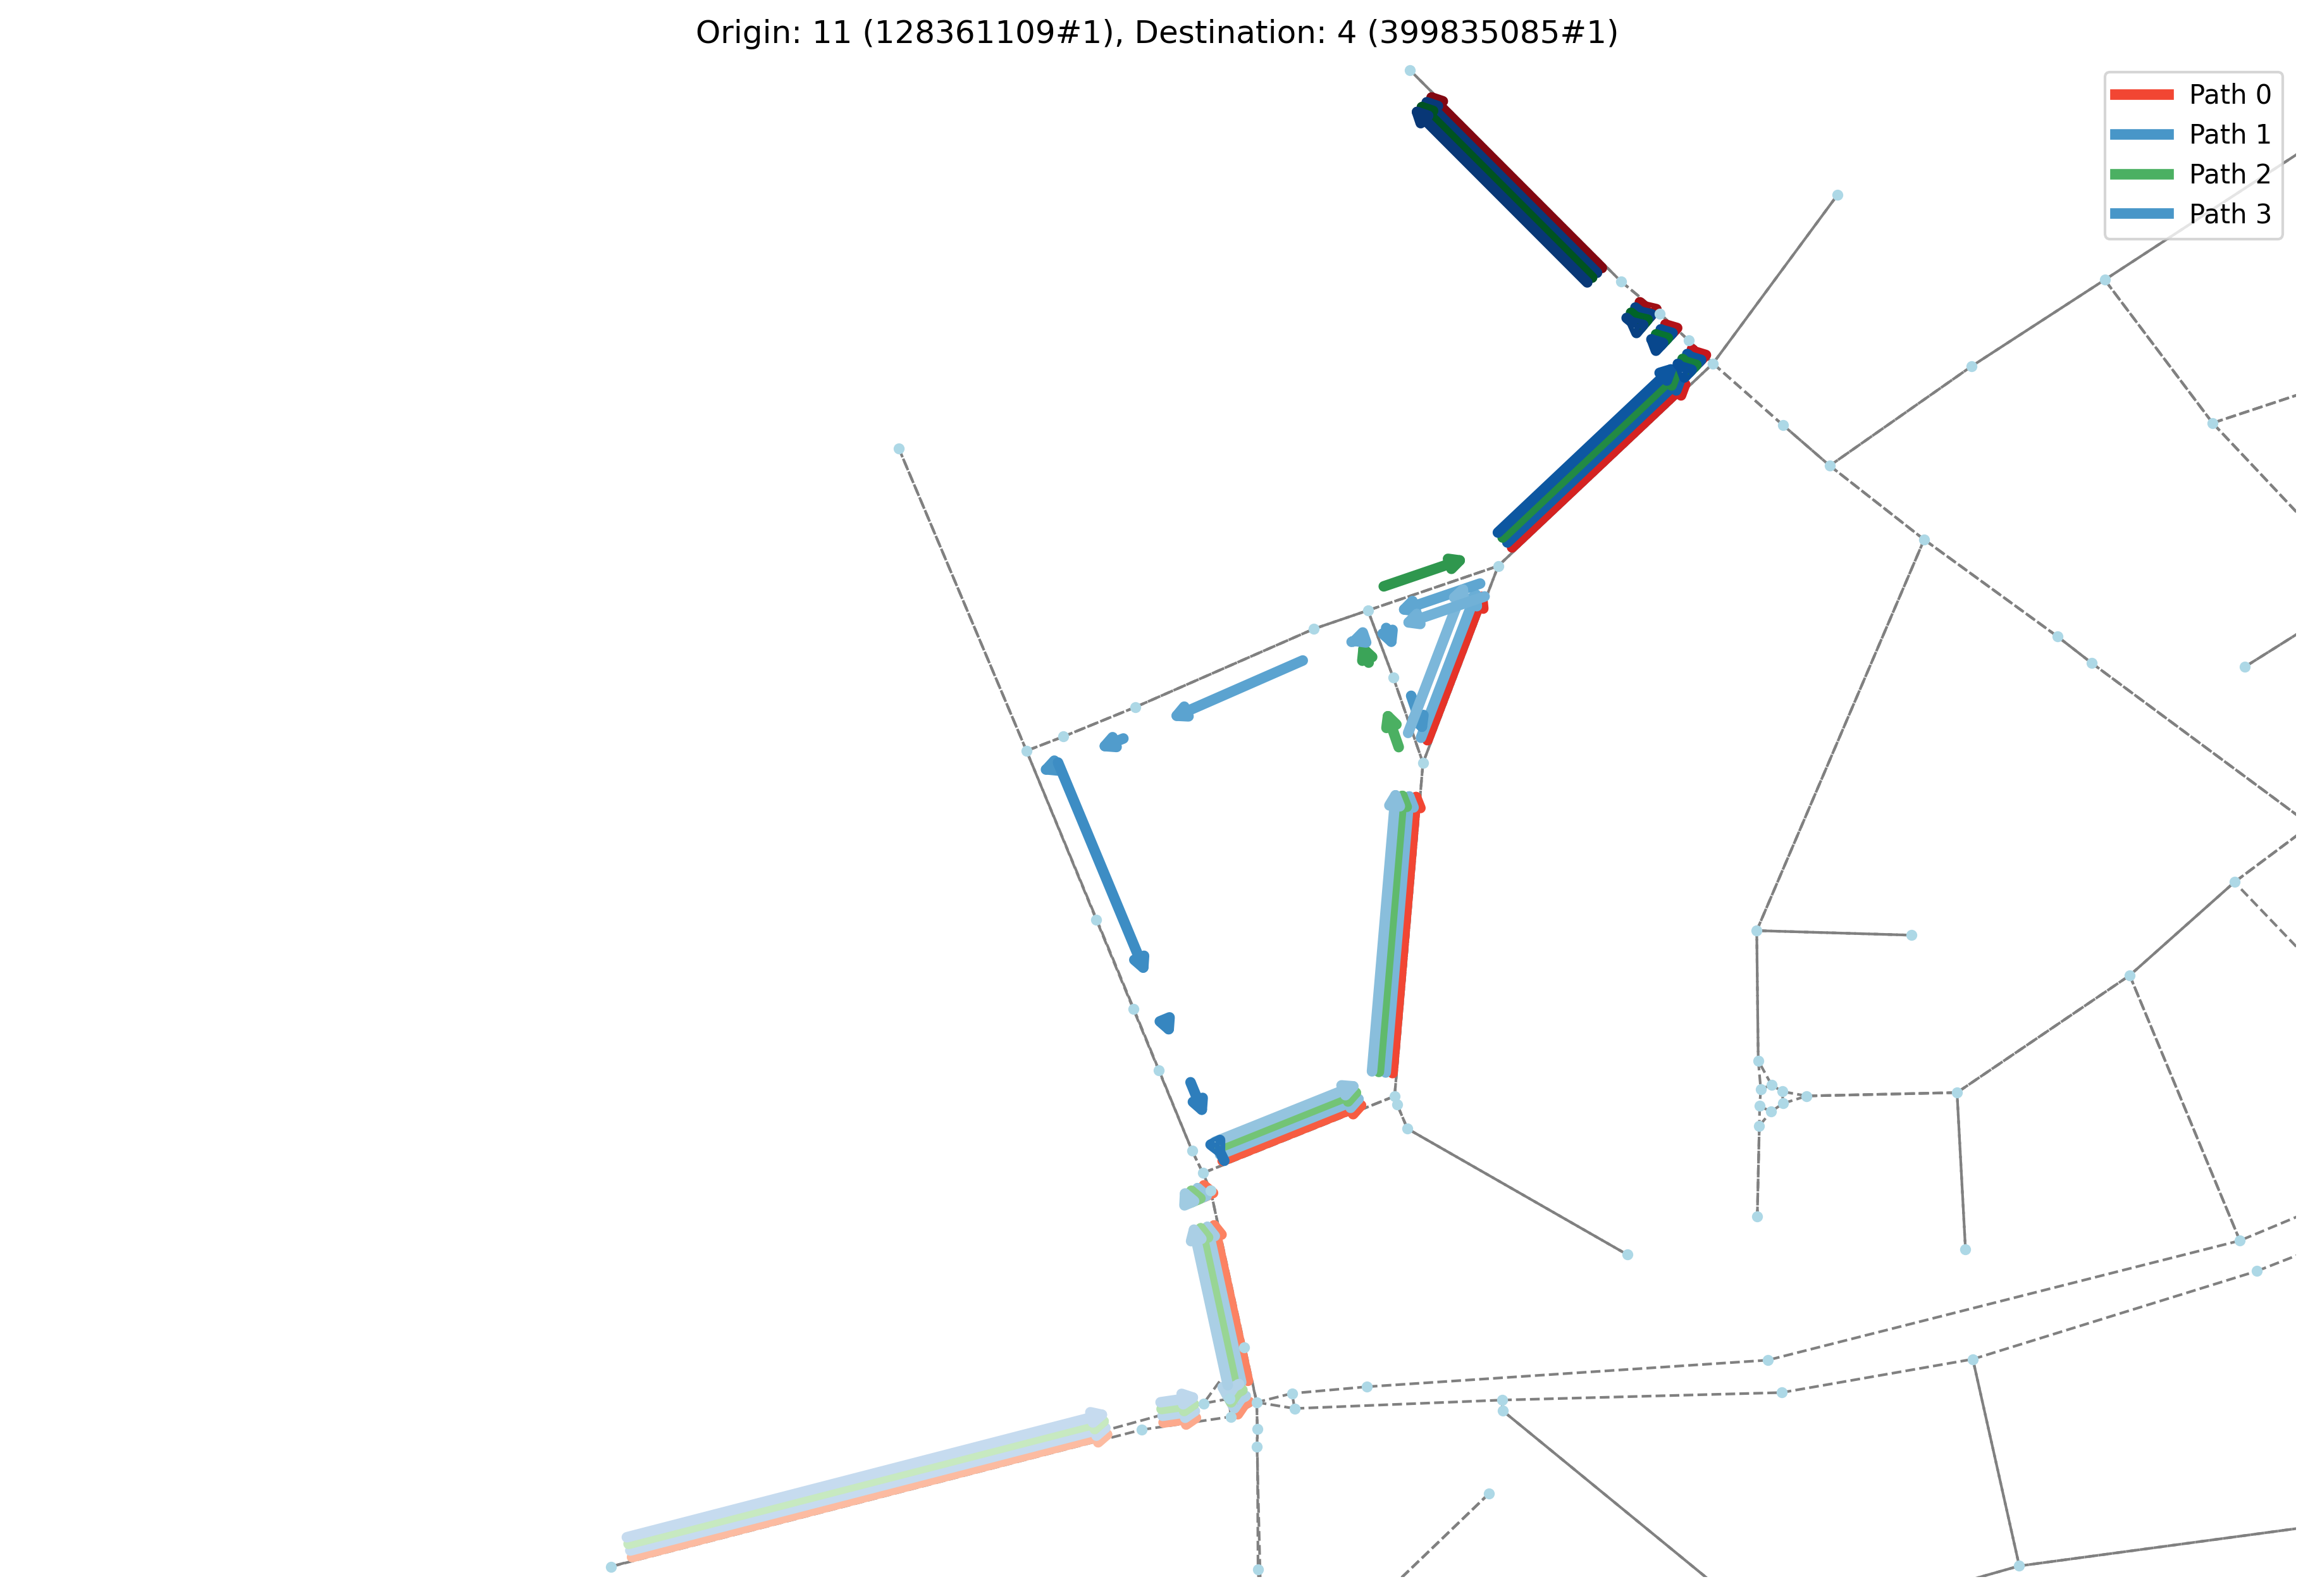 Origin: 11 (128361109#1), Destination: 4 (399835085#1)
Path 0
Path 1
Path 2
Path 3